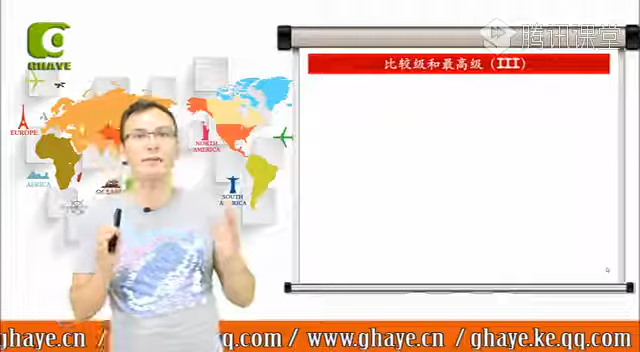 GHAYE
腾讯课堂
比较级和最高级（III）
EUROPE
NORTH
AMERICA
AFRICA
SOUTH
ghaye.cn /
q.com / www.ghaye.cn / ghaye.ke.qq.com